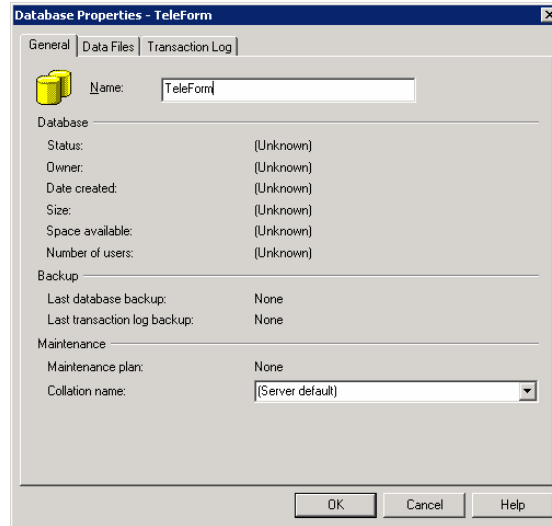 Database Properties - TeleForm
General Data Files Transaction Log
Name: TeleForm
Database
Status: (Unknown)
Owner: (Unknown)
Date created: (Unknown)
Size: (Unknown)
Space available: (Unknown)
Number of users: (Unknown)
Backup
Last database backup: None
Last transaction log backup: None
Maintenance
Maintenance plan: None
Collation name: (Server default)
OK Cancel Help